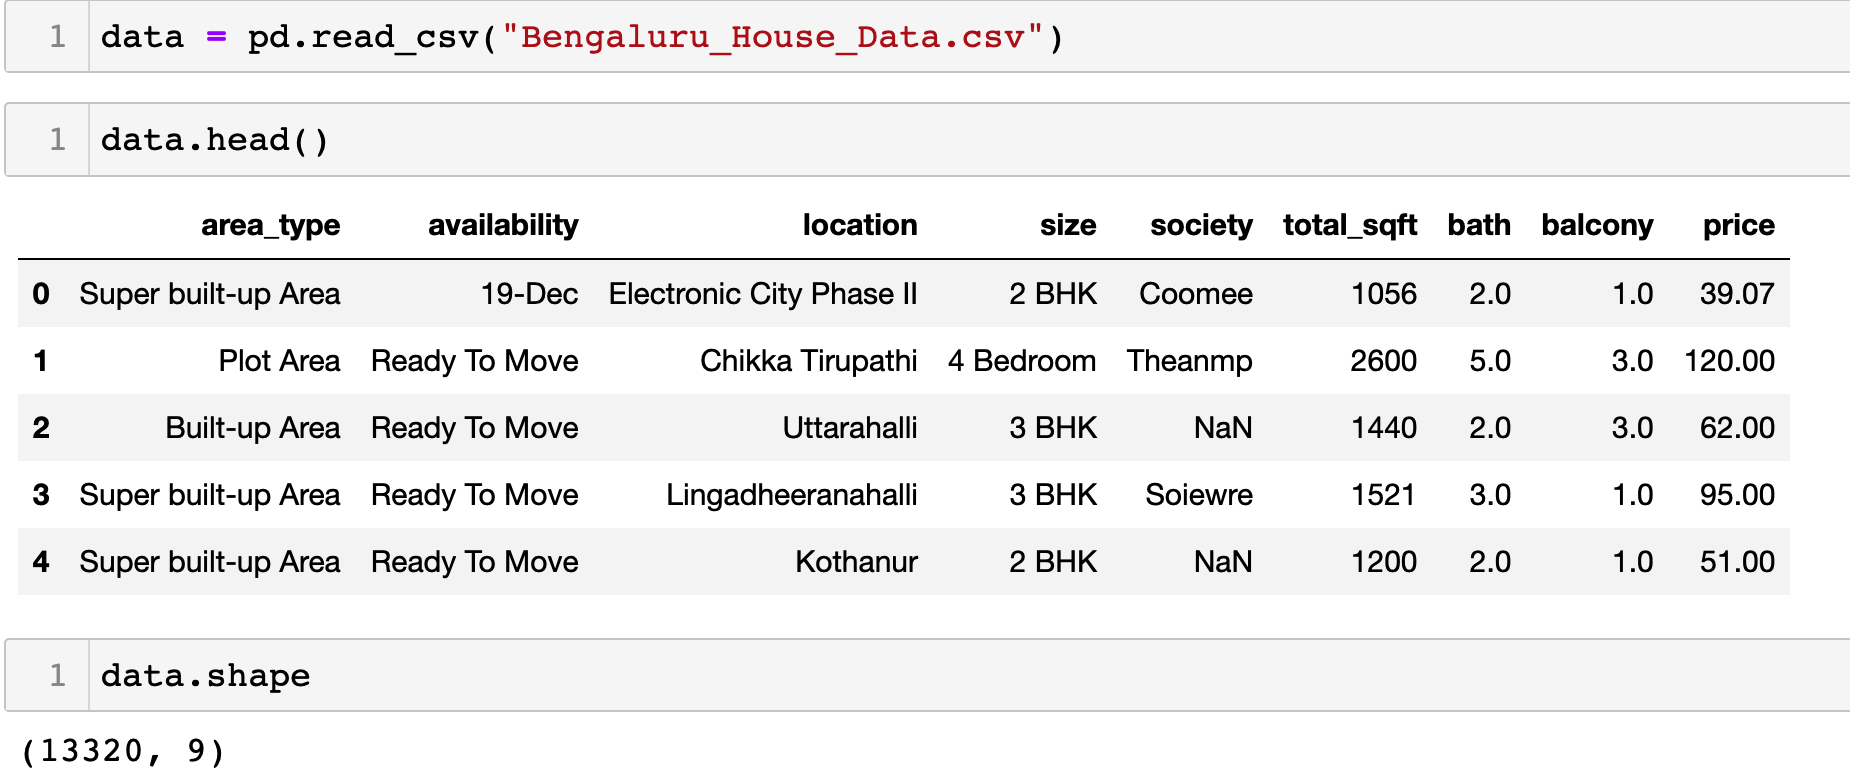 1 data = pd.read_csv("Bengaluru_House_Data.csv")
1 data.head()
area_type availability location size society total_sqft bath balcony price
0 Super built-up Area 19-Dec Electronic City Phase II 2 BHK Coomee 1056 2.0 1.0 39.07
1 Plot Area Ready To Move Chikka Tirupathi 4 Bedroom Theanmp 2600 5.0 3.0 120.00
2 Built-up Area Ready To Move Uttarahalli 3 BHK NaN 1440 2.0 3.0 62.00
3 Super built-up Area Ready To Move Lingadheeranahalli 3 BHK Soiewre 1521 3.0 1.0 95.00
4 Super built-up Area Ready To Move Kothanur 2 BHK NaN 1200 2.0 1.0 51.00
1 data.shape
(13320, 9)